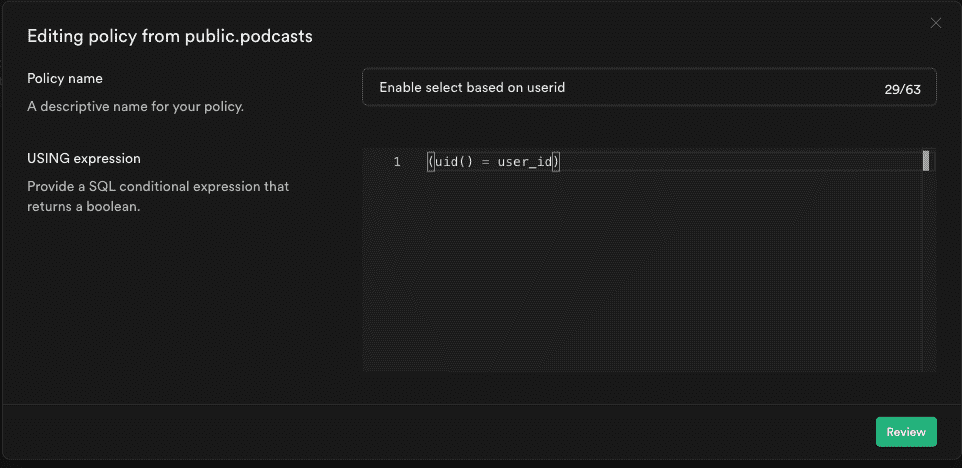 Editing policy from public.podcasts
Policy name
A descriptive name for your policy.
Enable select based on userid
29/63
USING expression
Provide a SQL conditional expression that
returns a boolean.
1
(uid() = user_id)
Review